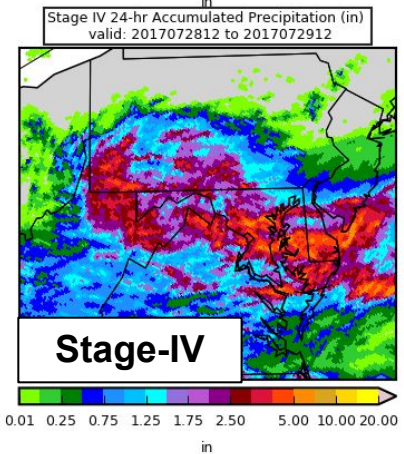 in
Stage IV 24-hr Accumulated Precipitation (in)
valid: 2017072812 to 2017072912
Stage-IV
0.01 0.25 0.75 1.25 1.75 2.50 5.00 10.00 20.00
in